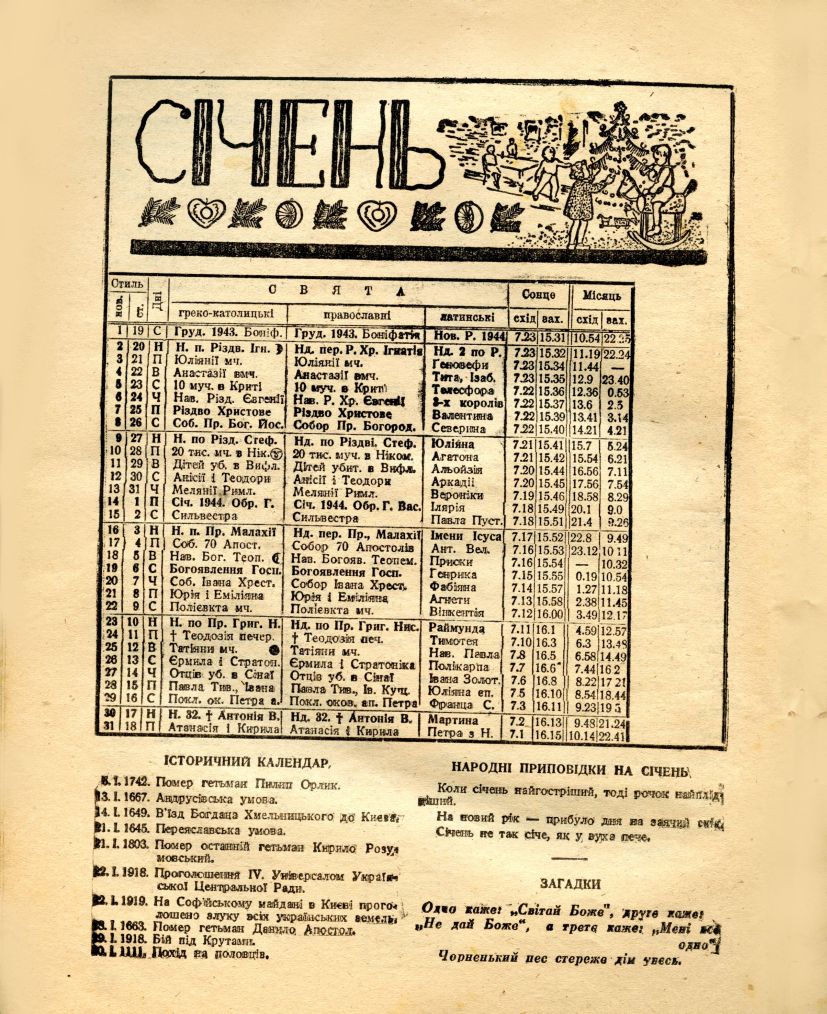 СІЧЕНЬ
Стиль Дні СВЯТА Сонце Місяць
нов. ст. греко-католицькі православні латинські схід вах. схід вах.
1 19 С Груд. 1943. Боніф. Груд. 1943. Боніфатія Нов. Р. 1944 7.23 15.31 10.54 22.25
2 20 Н Н. п. Різдв. Ігн. Нд. пер. Р. Хр. Ігнатія Нд. 2 по Р. 7.23 15.32 11.19 22.24
3 21 П Юліянії мч. Юліянії мч. Геновефи 7.23 15.34 11.44 —
4 22 В Анастазії вмч. Анастазії вмч. Тита, Ізаб. 7.23 15.35 12.9 23.40
5 23 С 10 муч. в Криті 10 муч. в Криті Телесфора 7.22 15.36 12.36 0.53
6 24 Ч Нав. Різд. Євгенії Нав. Р. Хр. Євгенії 3-х королів 7.22 15.37 13.6 2.5
7 25 П Різдво Христове Різдво Христове Валентина 7.22 15.39 13.41 3.14
8 26 С Соб. Пр. Бог. Йос. Собор Пр. Богород. Северина 7.22 15.40 14.21 4.21
9 27 Н Н. по Різд. Стеф. Нд. по Різдві. Стеф. Юліяна 7.21 15.41 15.7 5.24
10 28 П 20 тис. мч. в Нік. 20 тис. муч. в Ніком. Агатона 7.21 15.42 15.54 6.21
11 29 В Дітей уб. в Вифл. Дітей убит. в Вифл. Альойзія 7.20 15.44 16.56 7.11
12 30 С Анісії і Теодори Анісії і Теодори Аркадії 7.20 15.45 17.56 7.54
13 31 Ч Мелянії Римл. Мелянії Римл. Вероніки 7.19 15.46 18.58 8.29
14 1 П Січ. 1944. Обр. Г. Січ. 1944. Обр. Г. Вас. Ілярія 7.18 15.49 20.1 9.0
15 2 С Сильвестра Сильвестра Павла Пуст. 7.18 15.51 21.4 9.26
16 3 Н Н. п. Пр. Малахії Нд. пер. Пр., Малахії Імени Ісуса 7.17 15.52 22.8 9.49
17 4 П Соб. 70 Апост. Собор 70 Апостолів Ант. Вел. 7.16 15.53 23.12 10 11
18 5 В Нав. Бог. Теоп. Нав. Богояв. Теопем. Приски 7.16 15.54 — 10.32
19 6 С Богоявлення Госп. Богоявлення Госп. Генрика 7.15 15.55 0.19 10.54
20 7 Ч Соб. Івана Хрест. Собор Івана Хрест. Фабіяна 7.14 15.57 1.27 11.18
21 8 П Юрія і Еміліяна Юрія і Еміліяна Агнети 7.13 15.58 2.38 11.45
22 9 С Полієвкта мч. Полієвкта мч. Вінкентія 7.12 16.00 3.49 12.17
23 10 Н Н. по Пр. Григ. Н. Нд. по Пр. Григ. Нис. Раймунда 7.11 16.1 4.59 12.57
24 11 П † Теодозія печер. † Теодозія печ. Тимотея 7.10 16.3 6.3 13.48
25 12 В Татіяни мч. Татіяни мч. Нав. Павла 7.8 16.5 6.58 14.49
26 13 С Єрмила і Стратон. Єрмила і Стратоніка Полікарпа 7.7 16.6 7.44 16.2
27 14 Ч Отців уб. в Синаї Отців уб. в Сінаї Івана Золот. 7.6 16.8 8.22 17 21
28 15 П Павла Тив., Івана Павла Тив., Ів. Кущ. Юліяна еп. 7.5 16.10 8.54 18.44
29 16 С Покл. ок. Петра а. Покл. оков. ап. Петра Франца С. 7.3 16.11 9.23 19
30 17 Н Н. 32. † Антонія В. Нд. 32. † Антонія В. Мартина 7.2 16.13 9.48 21.24
31 18 П Атанасія і Кирила Атанасія і Кирила Петра з Н. 7.1 16.15 10.14 22.41
ІСТОРИЧНИЙ КАЛЕНДАР.
I. 1742. Помер гетьман Пилип Орлик.
13. I. 1667. Андрусівська умова.
14. I. 1649. В'їзд Богдана Хмельницького до Києва.
21. I. 1645. Переяславська умова.
21. I. 1803. Помер останній гетьман Кирило Розу-
мовський.
22. I. 1918. Проголошення IV. Універсалом Україн-
ської Центральної Ради.
22. I. 1919. На Софійському майдані в Києві прого-
лошено злуку всіх українських земель.
I. 1663. Помер гетьман Данило Апостол.
29. I. 1918. Бій під Крутами.
I. 1111. Похід на половців.
НАРОДНІ ПРИПОВІДКИ НА СІЧЕНЬ
Коли січень найгостріший, тоді рочок найплід-
ніший.
На новий рік — прибуло дня на заячий скік.
Січень не так січе, як у вуха пече.
ЗАГАДКИ
Одно каже: „Світай Боже", друге каже:
„Не дай Боже", а третє каже: „Мені все
одно"
Чорненький пес стереже дім увесь.